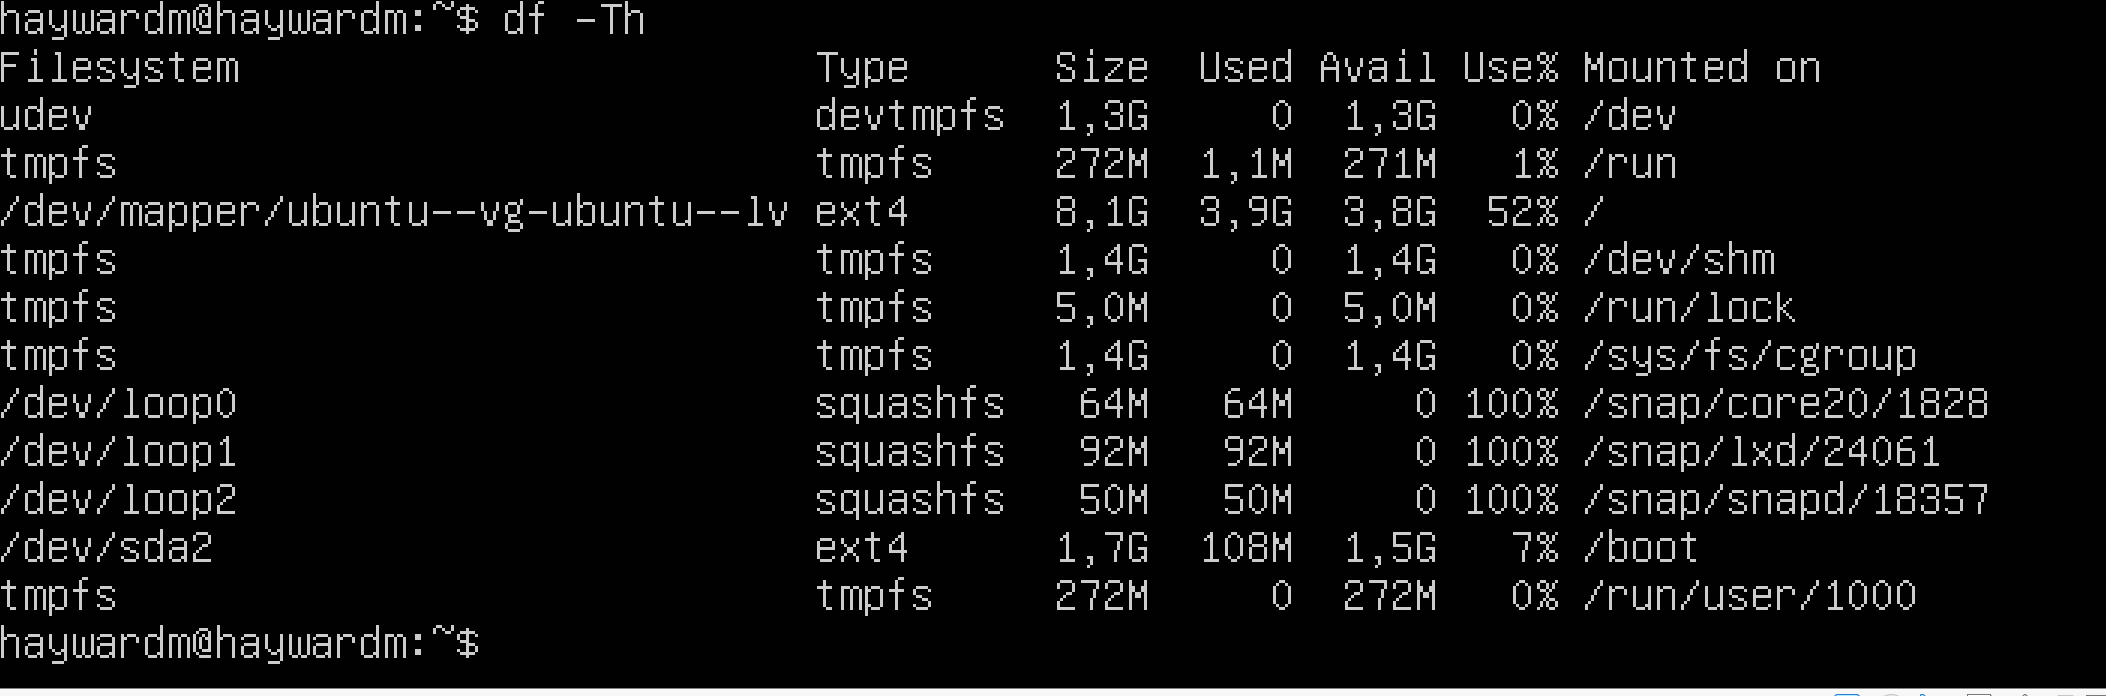 haywardm@haywardm:~$ df -Th
Filesystem                        Type      Size  Used Avail Use% Mounted on
udev                              devtmpfs  1,3G     0  1,3G   0% /dev
tmpfs                             tmpfs     272M  1,1M  271M   1% /run
/dev/mapper/ubuntu--vg-ubuntu--lv ext4      8,1G  3,9G  3,8G  52% /
tmpfs                             tmpfs     1,4G     0  1,4G   0% /dev/shm
tmpfs                             tmpfs     5,0M     0  5,0M   0% /run/lock
tmpfs                             tmpfs     1,4G     0  1,4G   0% /sys/fs/cgroup
/dev/loop0                        squashfs   64M   64M     0 100% /snap/core20/1828
/dev/loop1                        squashfs   92M   92M     0 100% /snap/lxd/24061
/dev/loop2                        squashfs   50M   50M     0 100% /snap/snapd/18357
/dev/sda2                         ext4      1,7G  108M  1,5G   7% /boot
tmpfs                             tmpfs     272M     0  272M   0% /run/user/1000
haywardm@haywardm:~$